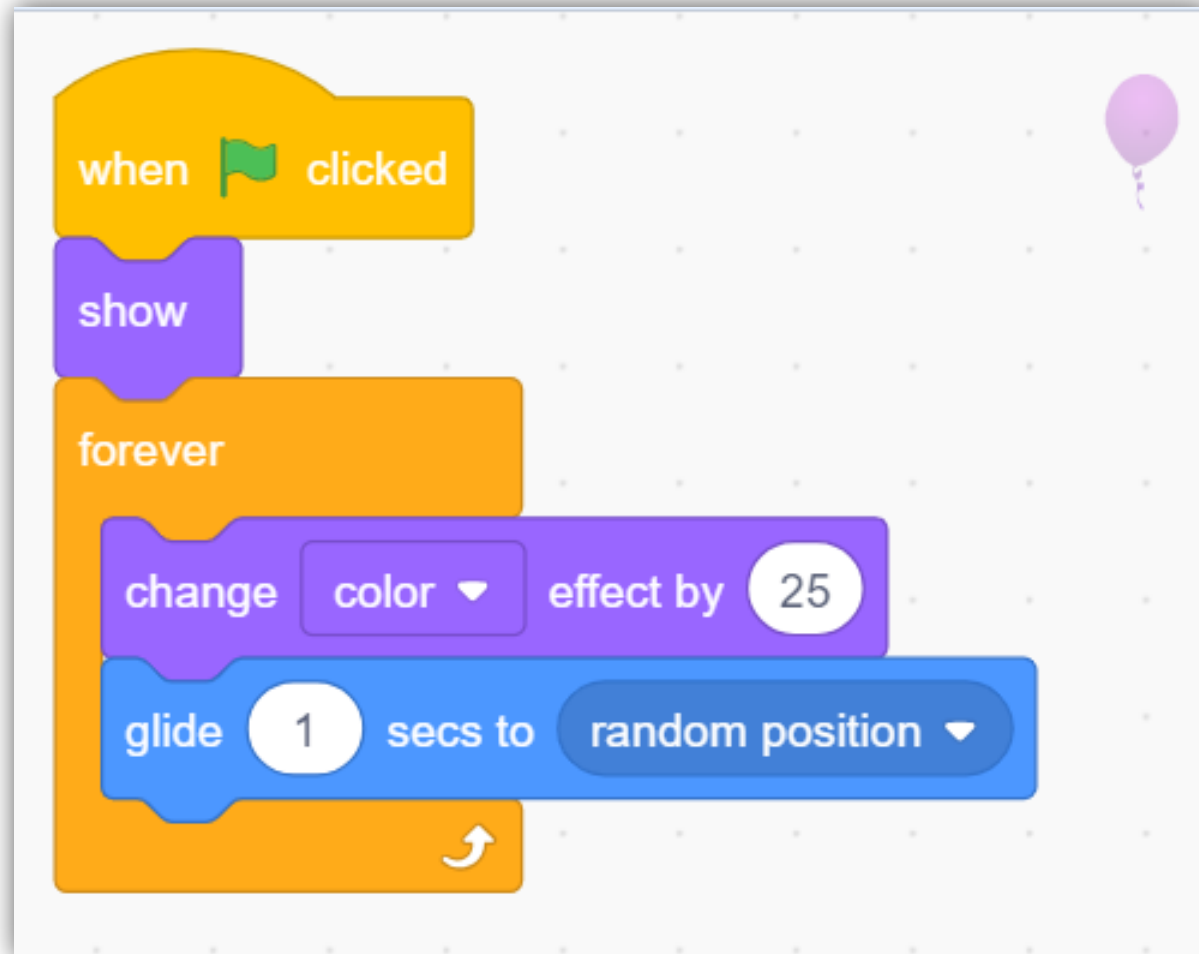 when clicked
show
forever
change color effect by 25
glide 1 secs to random position